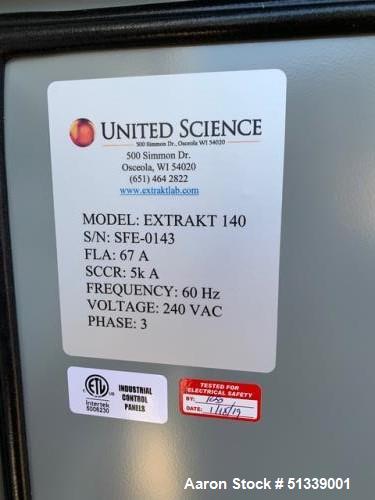 UNITED SCIENCE
500 Simmon Dr., Osceola WI 54020
500 Simmon Dr.
Osceola, WI 54020
(651) 464 2822
www.extraktlab.com
MODEL: EXTRAKT 140
S/N: SFE-0143
FLA: 67 A
SCCR: 5k A
FREQUENCY: 60 Hz
VOLTAGE: 240 VAC
PHASE: 3
ETL
Intertek
5006230
INDUSTRIAL
CONTROL
PANELS
TESTED FOR
ELECTRICAL SAFETY
BY:
DATE:
Aaron Stock #51339001